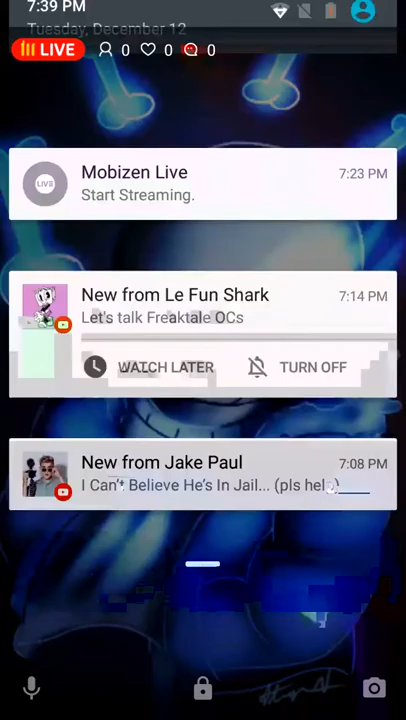 7:39 PM
Tuesday, December 12
LIVE 0 0 0
Mobizen Live 7:23 PM
LIVE
Start Streaming.
New from Le Fun Shark 7:14 PM
Let's talk Freaktale OCs
WATCH LATER TURN OFF
New from Jake Paul 7:08 PM
I Can't Believe He's In Jail... (pls help)